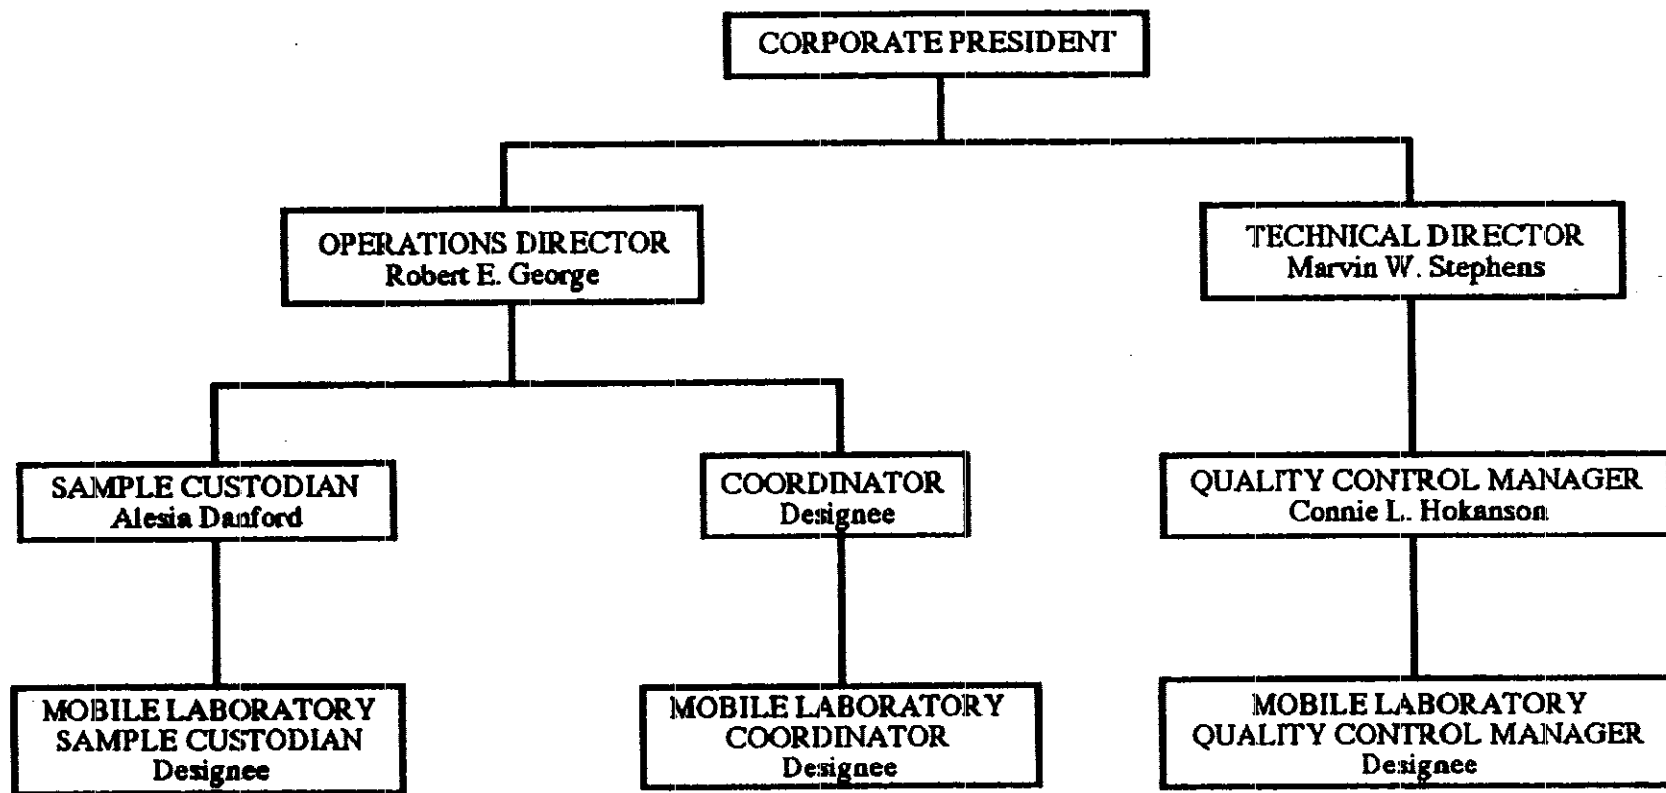 CORPORATE PRESIDENT
OPERATIONS DIRECTOR
Robert E. George
TECHNICAL DIRECTOR
Marvin W. Stephens
SAMPLE CUSTODIAN
Alesia Danford
COORDINATOR
Designee
QUALITY CONTROL MANAGER
Connie L. Hokanson
MOBILE LABORATORY
SAMPLE CUSTODIAN
Designee
MOBILE LABORATORY
COORDINATOR
Designee
MOBILE LABORATORY
QUALITY CONTROL MANAGER
Designee